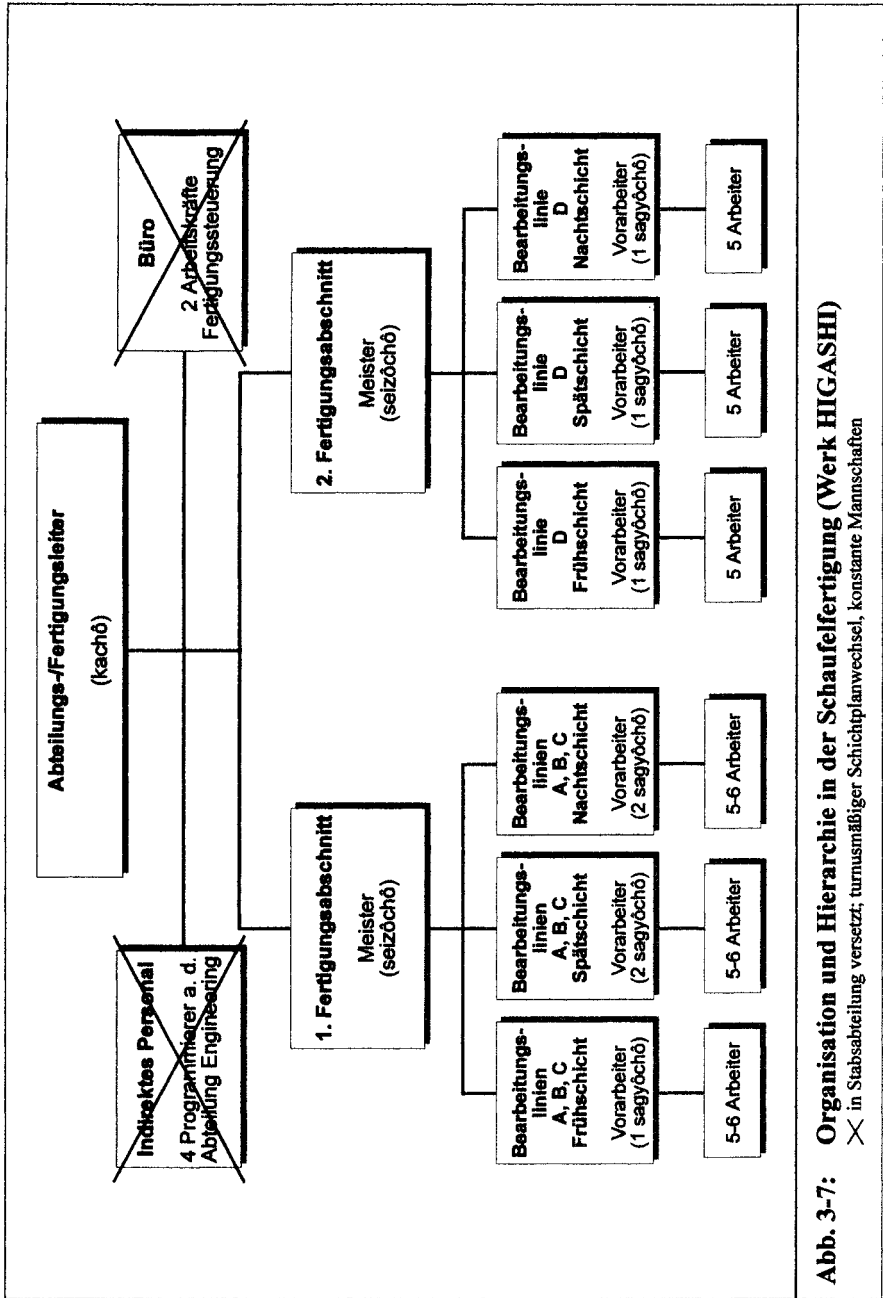 Abteilungs-/Fertigungsleiter
(kachô)
Indirektes Personal
4 Programmierer a. d.
Abteilung Engineering
Büro
2 Arbeitskräfte
Fertigungssteuerung
1. Fertigungsabschnitt
Meister
(seizôchô)
2. Fertigungsabschnitt
Meister
(seizôchô)
Bearbeitungs-
linien
A, B, C
Frühschicht
Vorarbeiter
(1 sagyôchô)
Bearbeitungs-
linien
A, B, C
Spätschicht
Vorarbeiter
(2 sagyôchô)
Bearbeitungs-
linien
A, B, C
Nachtschicht
Vorarbeiter
(2 sagyôchô)
Bearbeitungs-
linie
D
Frühschicht
Vorarbeiter
(1 sagyôchô)
Bearbeitungs-
linie
D
Spätschicht
Vorarbeiter
(1 sagyôchô)
Bearbeitungs-
linie
D
Nachtschicht
Vorarbeiter
(1 sagyôchô)
5-6 Arbeiter
5-6 Arbeiter
5-6 Arbeiter
5 Arbeiter
5 Arbeiter
5 Arbeiter
Abb. 3-7: Organisation und Hierarchie in der Schaufelfertigung (Werk HIGASHI)
╳ in Stabsabteilung versetzt; turnusmäßiger Schichtplanwechsel, konstante Mannschaften